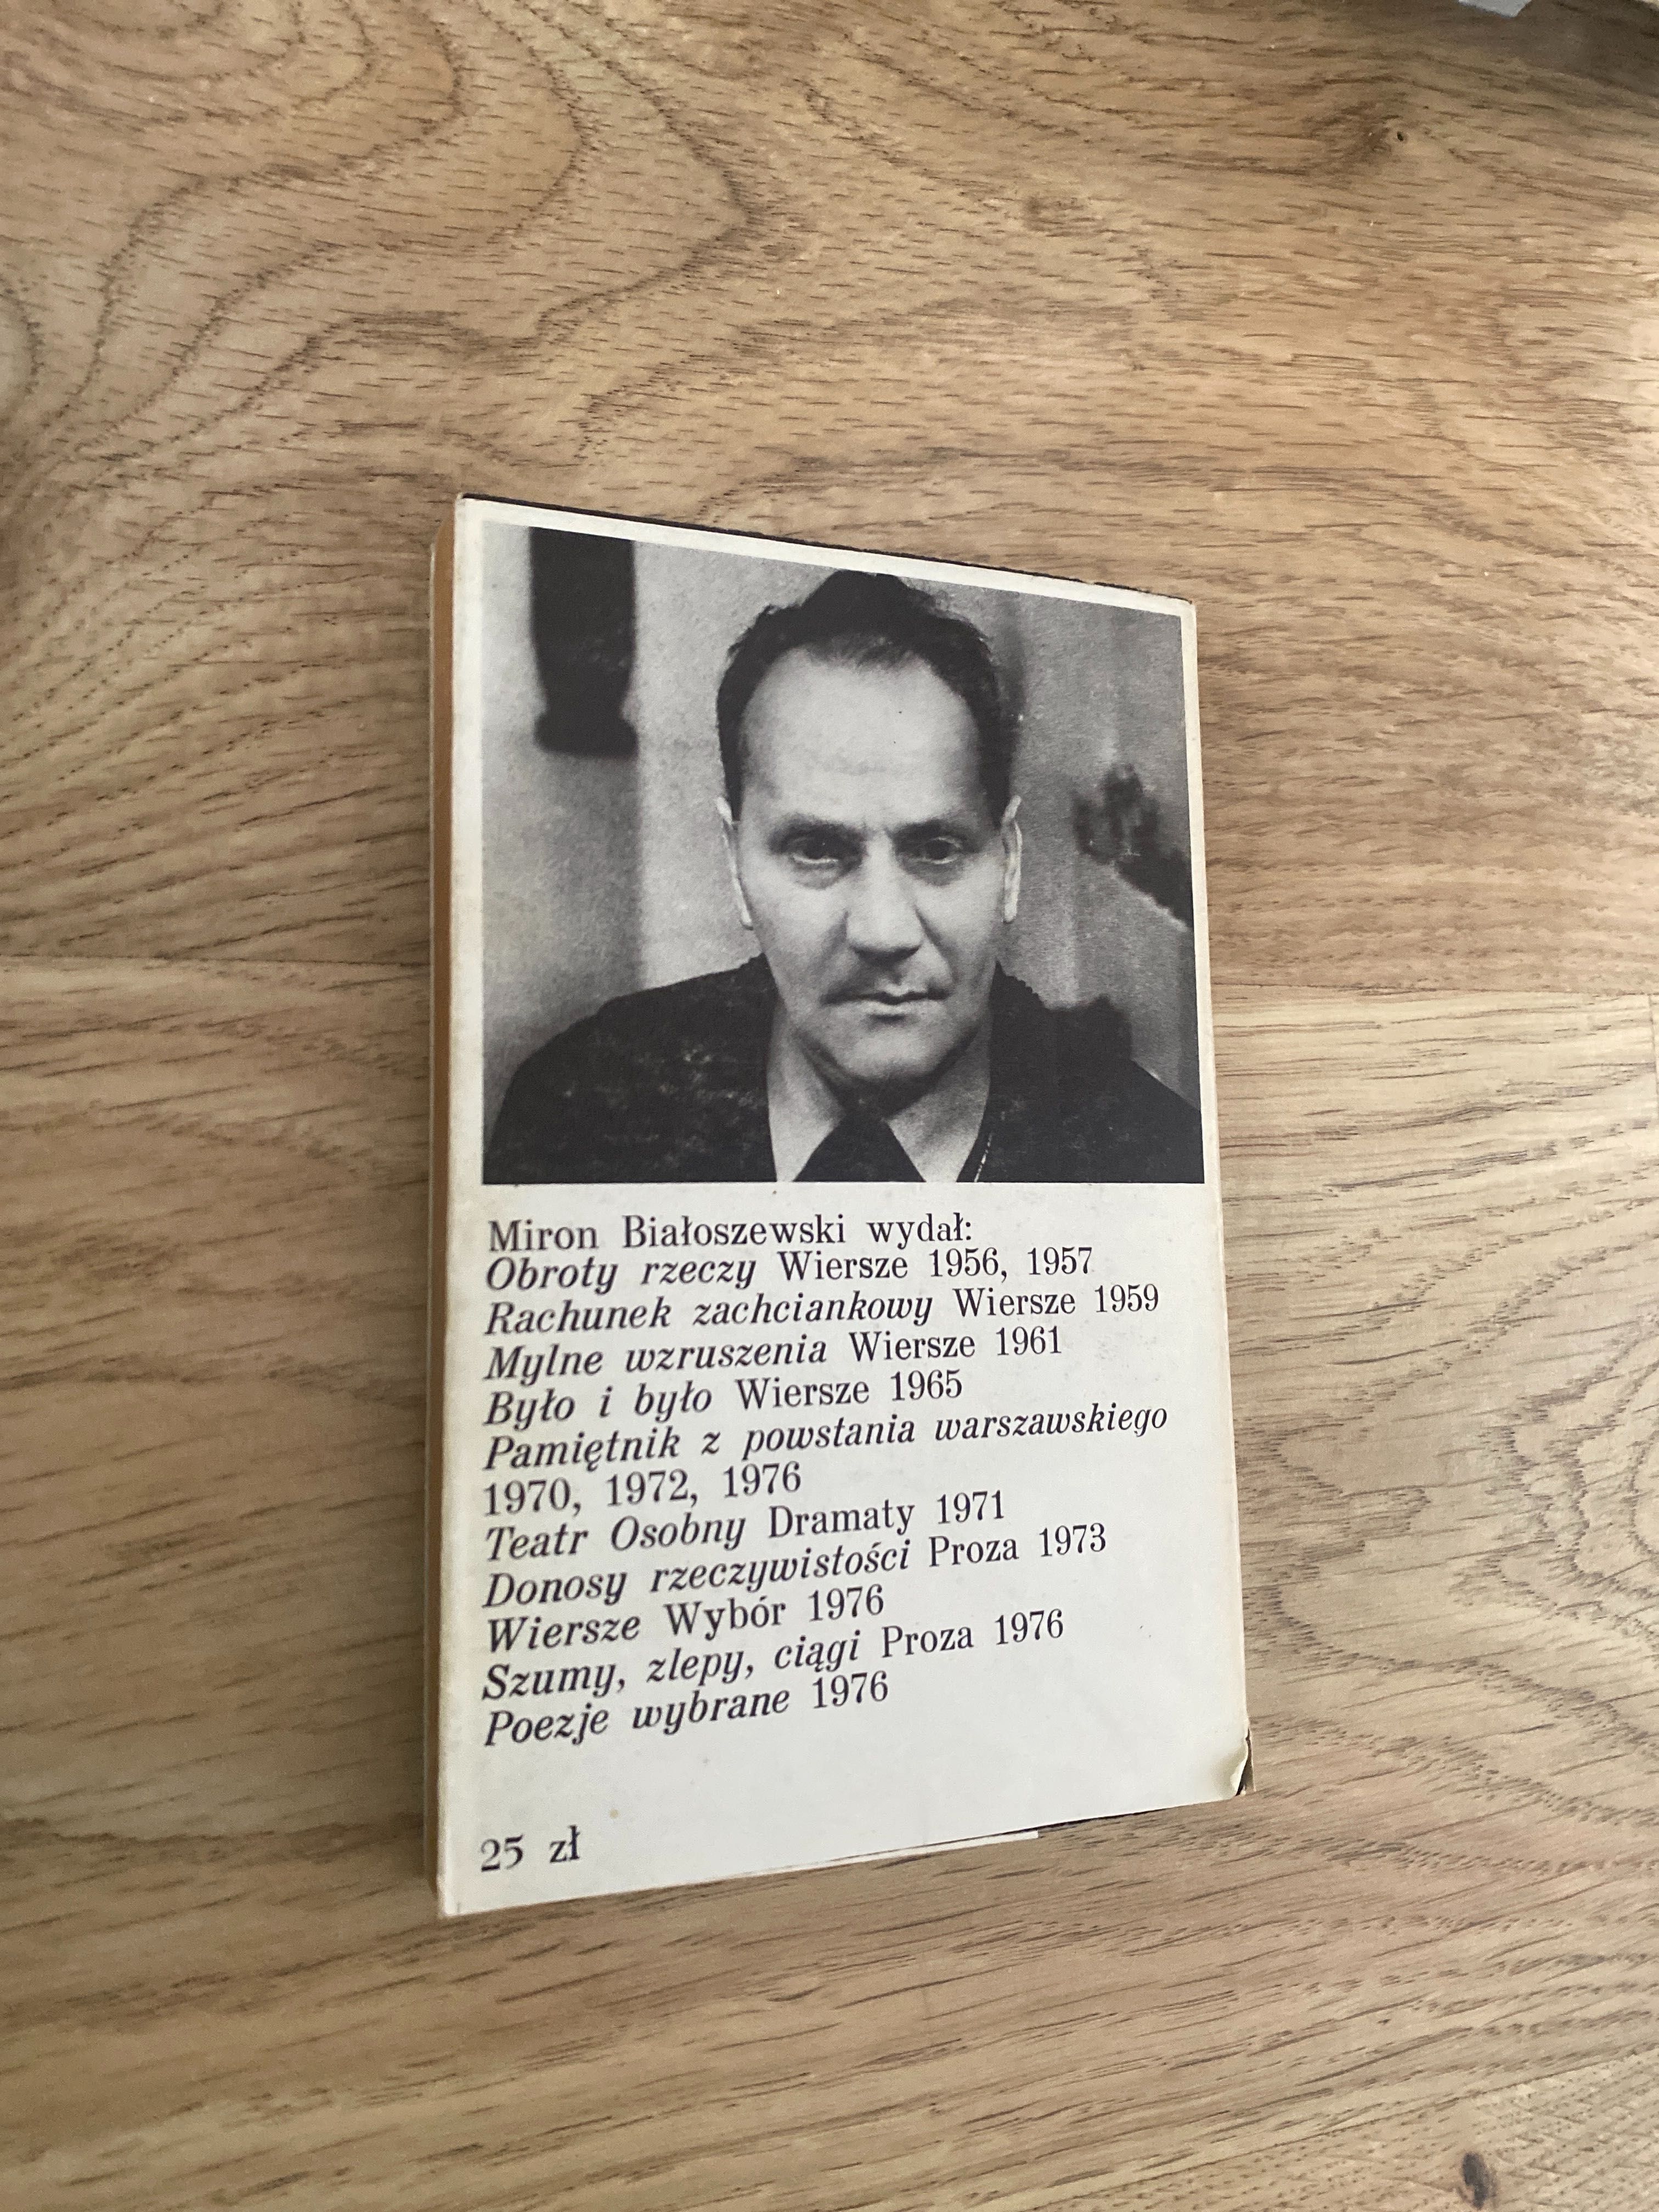 Miron Białoszewski wydał:
Obroty rzeczy Wiersze 1956, 1957
Rachunek zachciankowy Wiersze 1959
Mylne wzruszenia Wiersze 1961
Było i było Wiersze 1965
Pamiętnik z powstania warszawskiego
1970, 1972, 1976
Teatr Osobny Dramaty 1971
Donosy rzeczywistości Proza 1973
Wiersze Wybór 1976
Szumy, zlepy, ciągi Proza 1976
Poezje wybrane 1976
25 zł